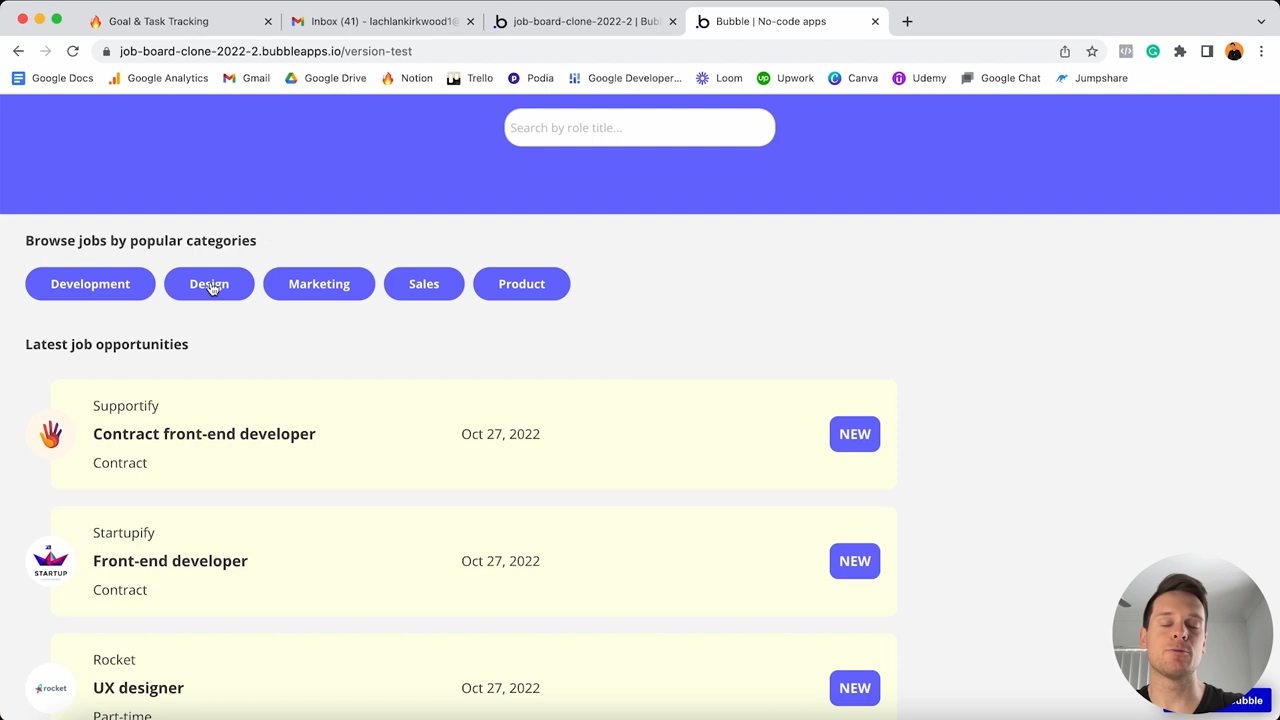 Goal & Task Tracking
Inbox (41) - lachlankirkwood1@
job-board-clone-2022-2 | Bub
Bubble | No-code apps
job-board-clone-2022-2.bubbleapps.io/version-test
Google Docs
Google Analytics
Gmail
Google Drive
Notion
Trello
Podia
Google Developer...
Loom
Upwork
Canva
Udemy
Google Chat
Jumpshare
Search by role title...
Browse jobs by popular categories
Development
Design
Marketing
Sales
Product
Latest job opportunities
Supportify
Contract front-end developer
Oct 27, 2022
NEW
Contract
Startupify
STARTUP
Front-end developer
Oct 27, 2022
NEW
Contract
Rocket
rocket
UX designer
Oct 27, 2022
NEW
Part-time
ubble